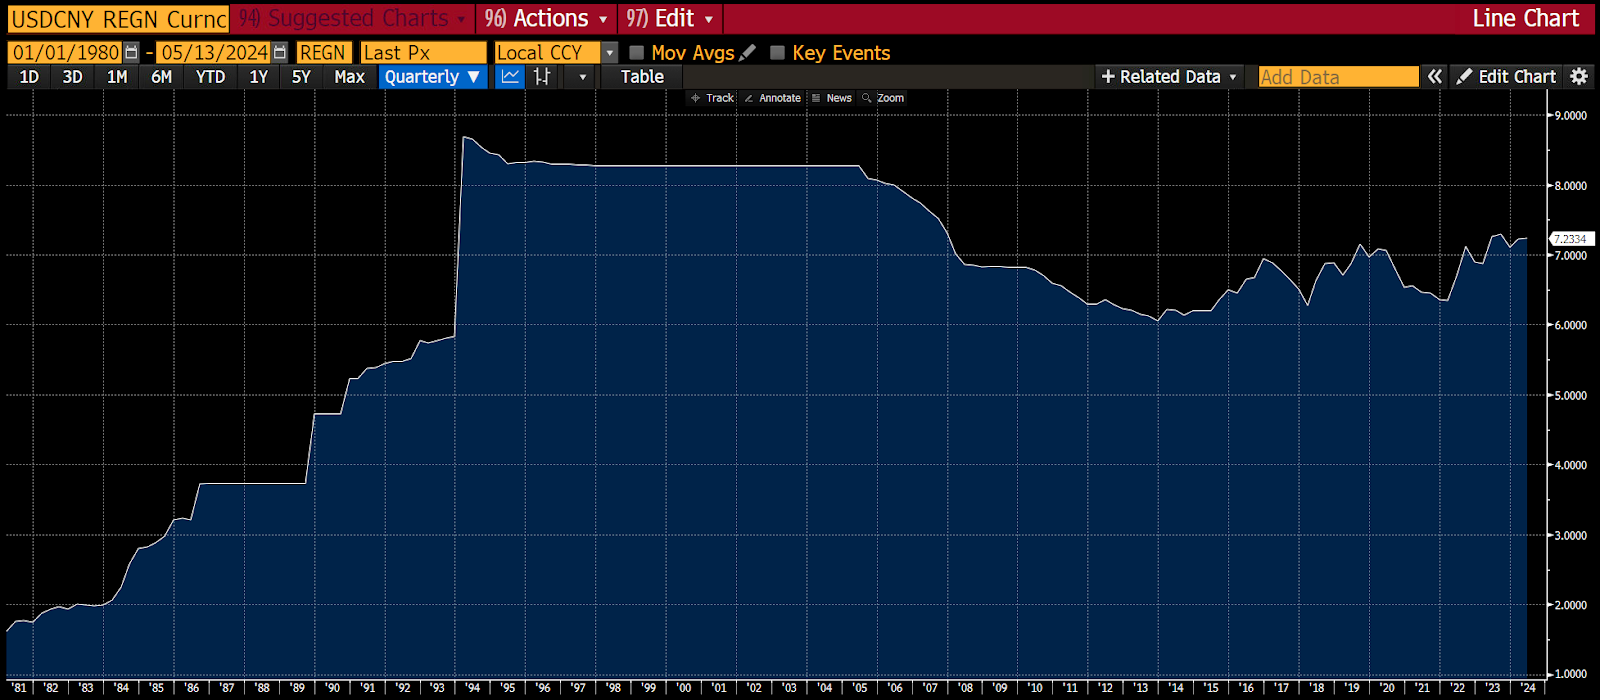 USDCNY REGN Curnc 94) Suggested Charts 96) Actions 97) Edit Line Chart
01/01/1980 - 05/13/2024 REGN Last Px Local CCY Mov Avgs Key Events
1D 3D 1M 6M YTD 1Y 5Y Max Quarterly ▼ Table + Related Data Add Data « Edit Chart
Track Annotate News Zoom
9.0000
8.0000
7.2334
7.0000
6.0000
5.0000
4.0000
3.0000
2.0000
1.0000
'81 '82 '83 '84 '85 '86 '87 '88 '89 '90 '91 '92 '93 '94 '95 '96 '97 '98 '99 '00 '01 '02 '03 '04 '05 '06 '07 '08 '09 '10 '11 '12 '13 '14 '15 '16 '17 '18 '19 '20 '21 '22 '23 '24